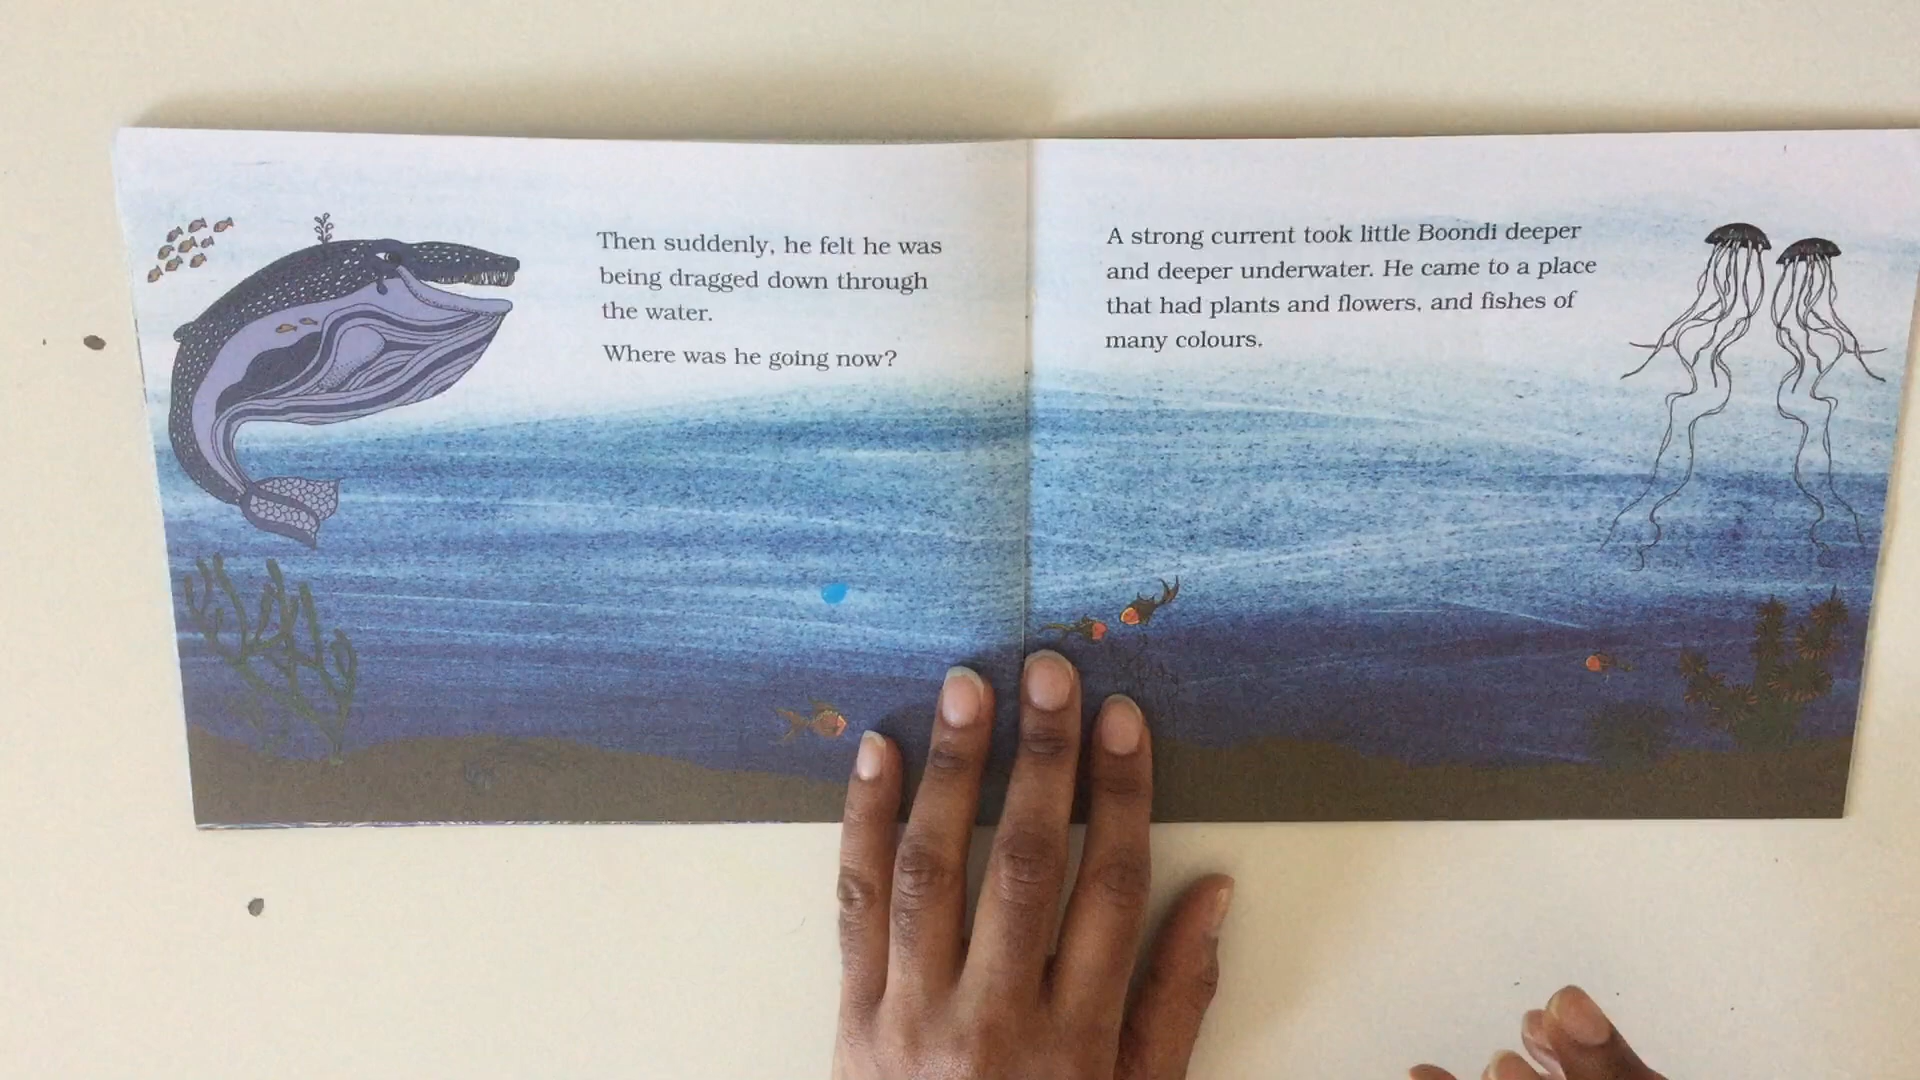 Then suddenly, he felt he was
being dragged down through
the water.
Where was he going now?
A strong current took little Boondi deeper
and deeper underwater. He came to a place
that had plants and flowers, and fishes of
many colours.